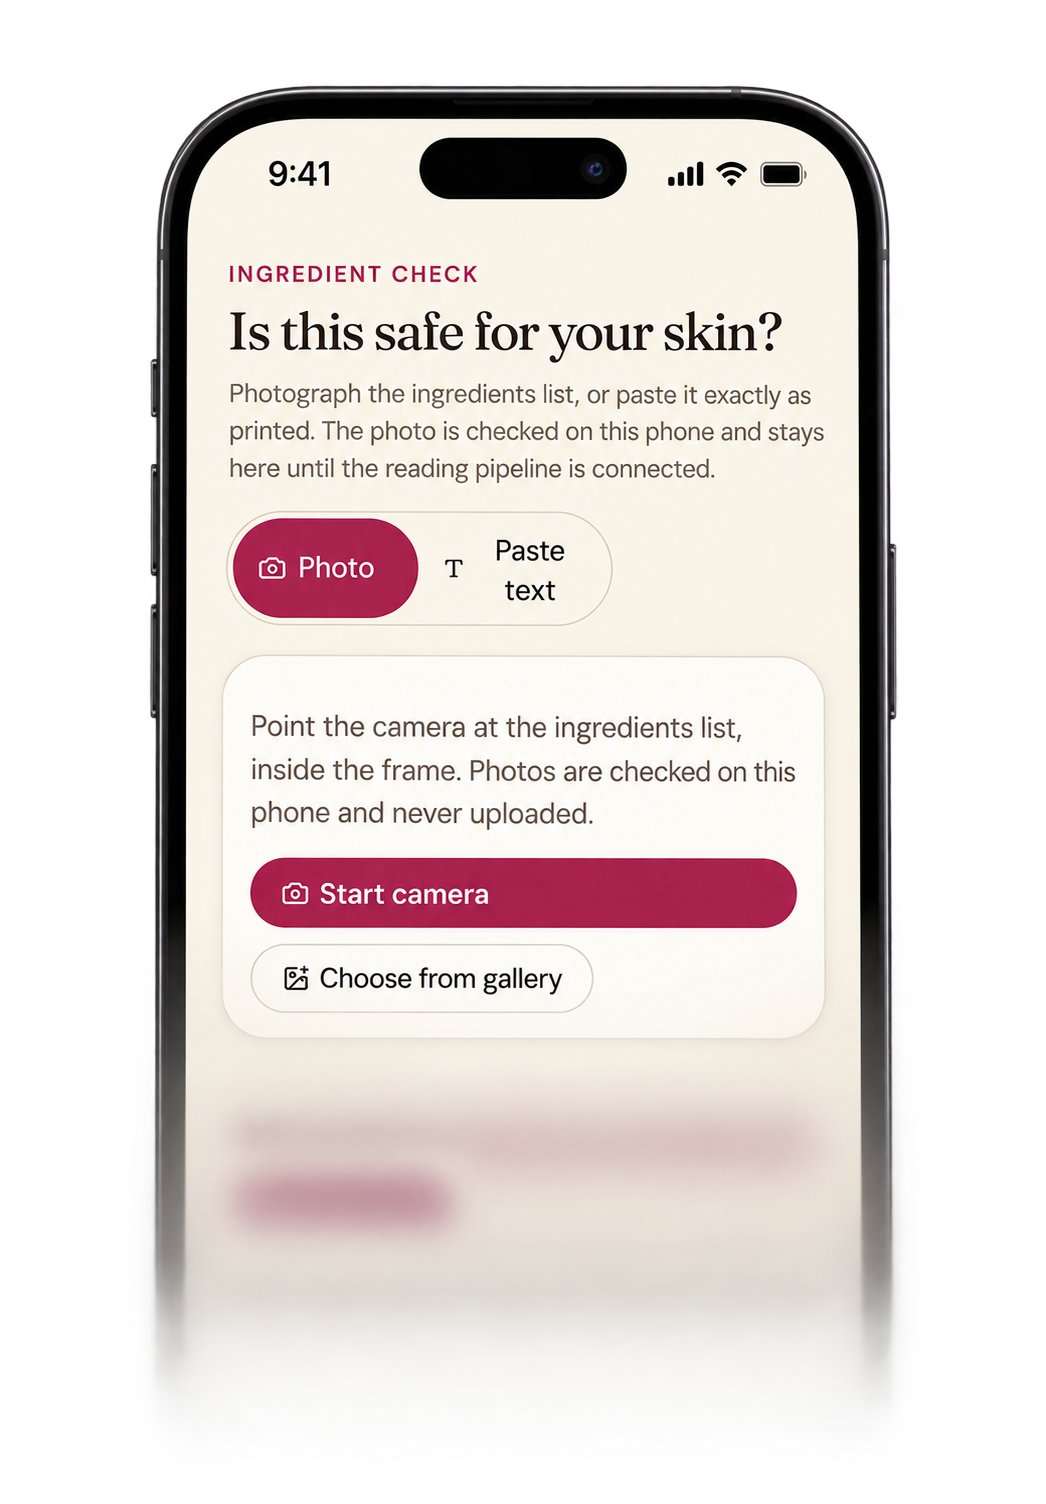 9:41
INGREDIENT CHECK
Is this safe for your skin?
Photograph the ingredients list, or paste it exactly as
printed. The photo is checked on this phone and stays
here until the reading pipeline is connected.
Photo
T
Paste
text
Point the camera at the ingredients list,
inside the frame. Photos are checked on this
phone and never uploaded.
Start camera
Choose from gallery